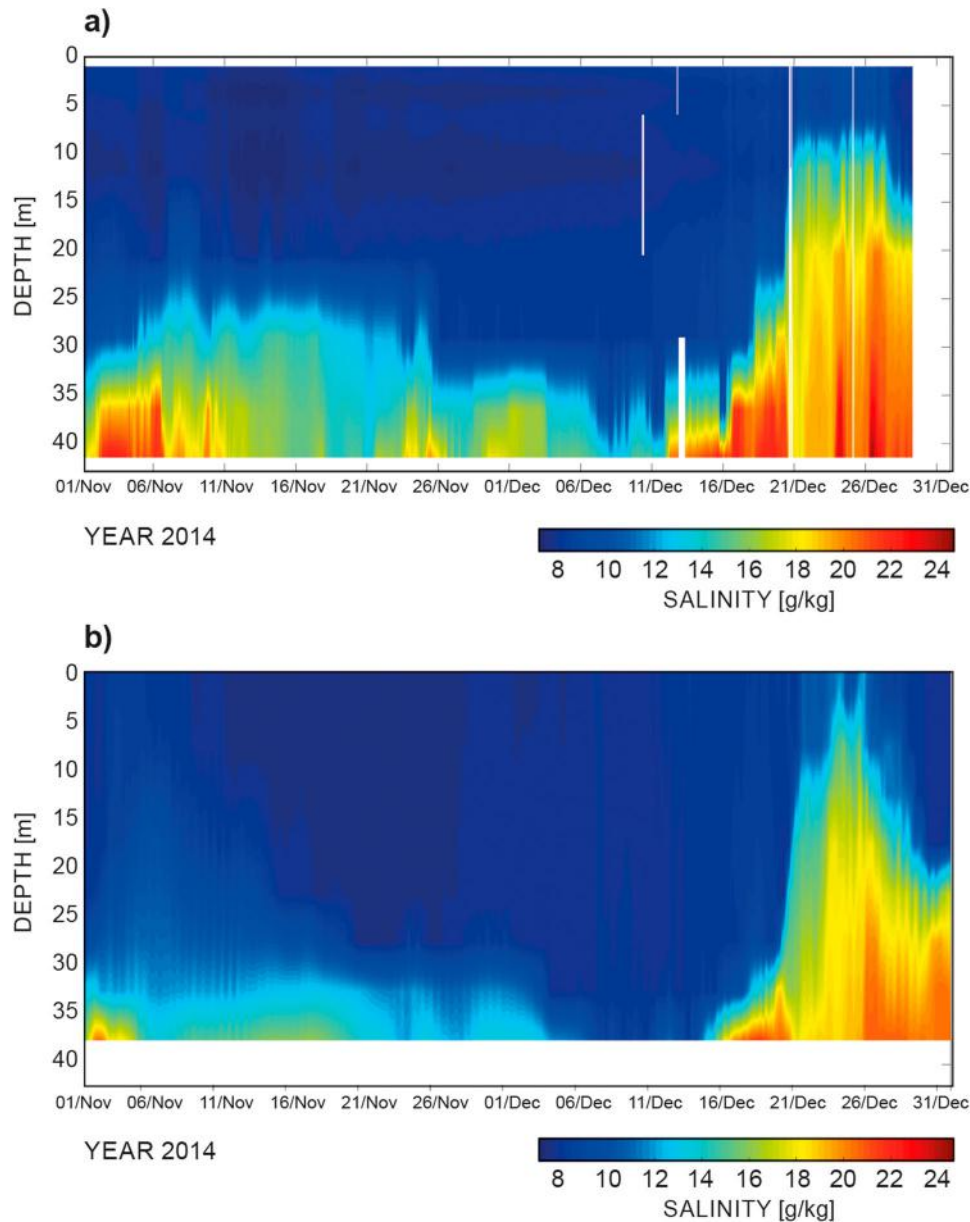 a)
0
5
10
15
20
25
30
35
40
DEPTH [m]
01/Nov 06/Nov 11/Nov 16/Nov 21/Nov 26/Nov 01/Dec 06/Dec 11/Dec 16/Dec 21/Dec 26/Dec 31/Dec
YEAR 2014
8 10 12 14 16 18 20 22 24
SALINITY [g/kg]
b)
0
5
10
15
20
25
30
35
40
DEPTH [m]
01/Nov 06/Nov 11/Nov 16/Nov 21/Nov 26/Nov 01/Dec 06/Dec 11/Dec 16/Dec 21/Dec 26/Dec 31/Dec
YEAR 2014
8 10 12 14 16 18 20 22 24
SALINITY [g/kg]